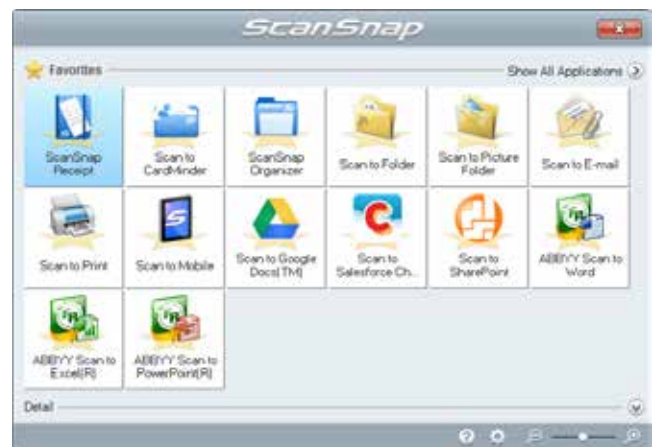 ScanSnap
Favorites
Show All Applications
ScanSnap
Receipt
Scan to
CardMinder
ScanSnap
Organizer
Scan to Folder
Scan to Picture
Folder
Scan to E-mail
Scan to Print
Scan to Mobile
Scan to Google
Docs(TM)
Scan to
Salesforce Ch...
Scan to
SharePoint
ABBYY Scan to
Word
ABBYY Scan to
Excel(R)
ABBYY Scan to
PowerPoint(R)
Detail